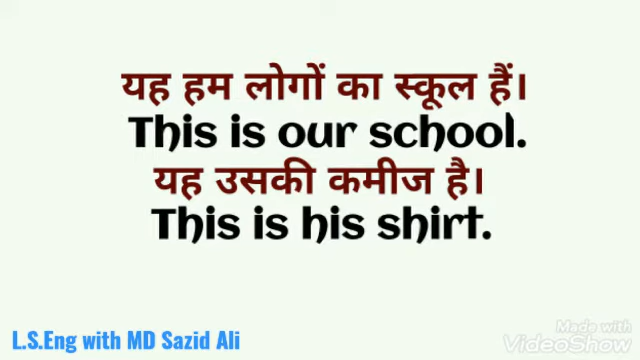 यह हम लोगों का स्कूल हैं।
This is our school.
यह उसकी कमीज है।
This is his shirt.
L.S.Eng with MD Sazid Ali
Made with
VideoShow